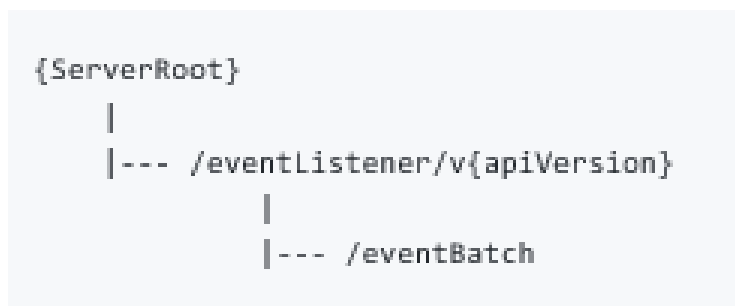 {ServerRoot}
|
|--- /eventListener/v{apiVersion}
|
|--- /eventBatch